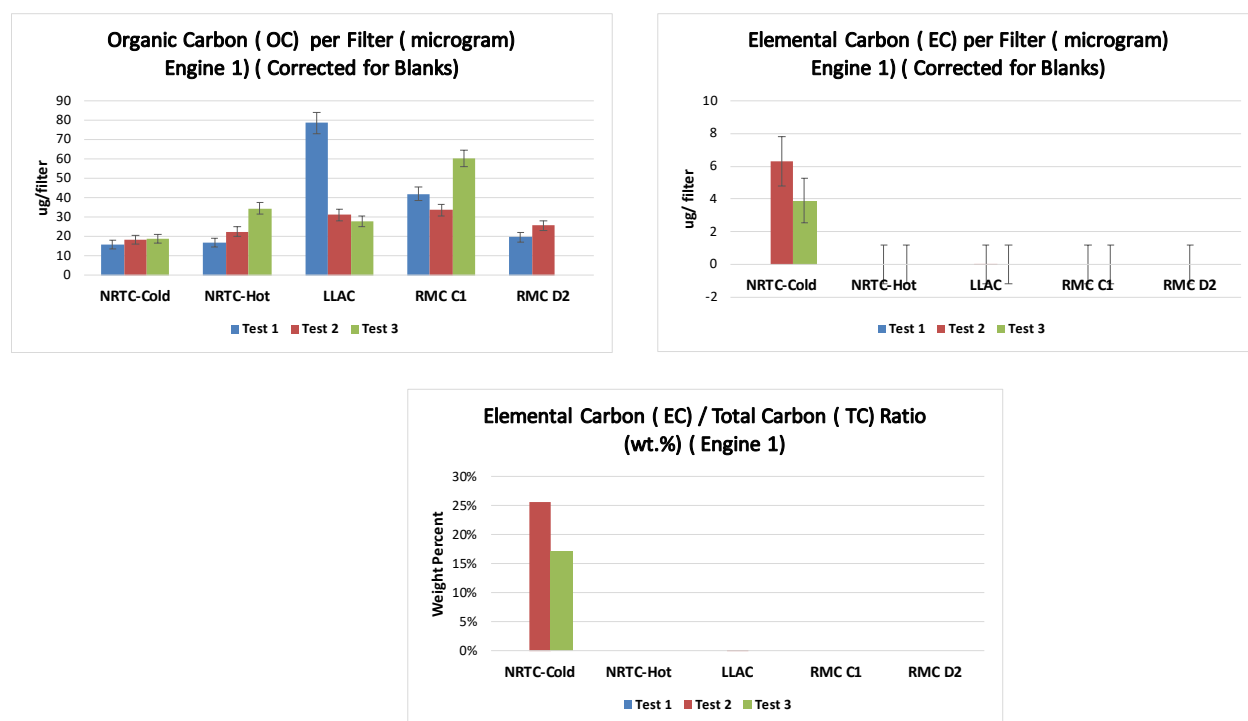 Organic Carbon ( OC)  per Filter ( microgram)
Engine 1) ( Corrected for Blanks)
ug/filter
90
80
70
60
50
40
30
20
10
0
NRTC-Cold NRTC-Hot LLAC RMC C1 RMC D2
Test 1 Test 2 Test 3
Elemental Carbon ( EC) per Filter ( microgram)
Engine 1) ( Corrected for Blanks)
ug/ filter
10
8
6
4
2
0
-2
NRTC-Cold NRTC-Hot LLAC RMC C1 RMC D2
Test 1 Test 2 Test 3
Elemental Carbon ( EC) / Total Carbon ( TC) Ratio
(wt.%) ( Engine 1)
Weight Percent
30%
25%
20%
15%
10%
5%
0%
NRTC-Cold NRTC-Hot LLAC RMC C1 RMC D2
Test 1 Test 2 Test 3